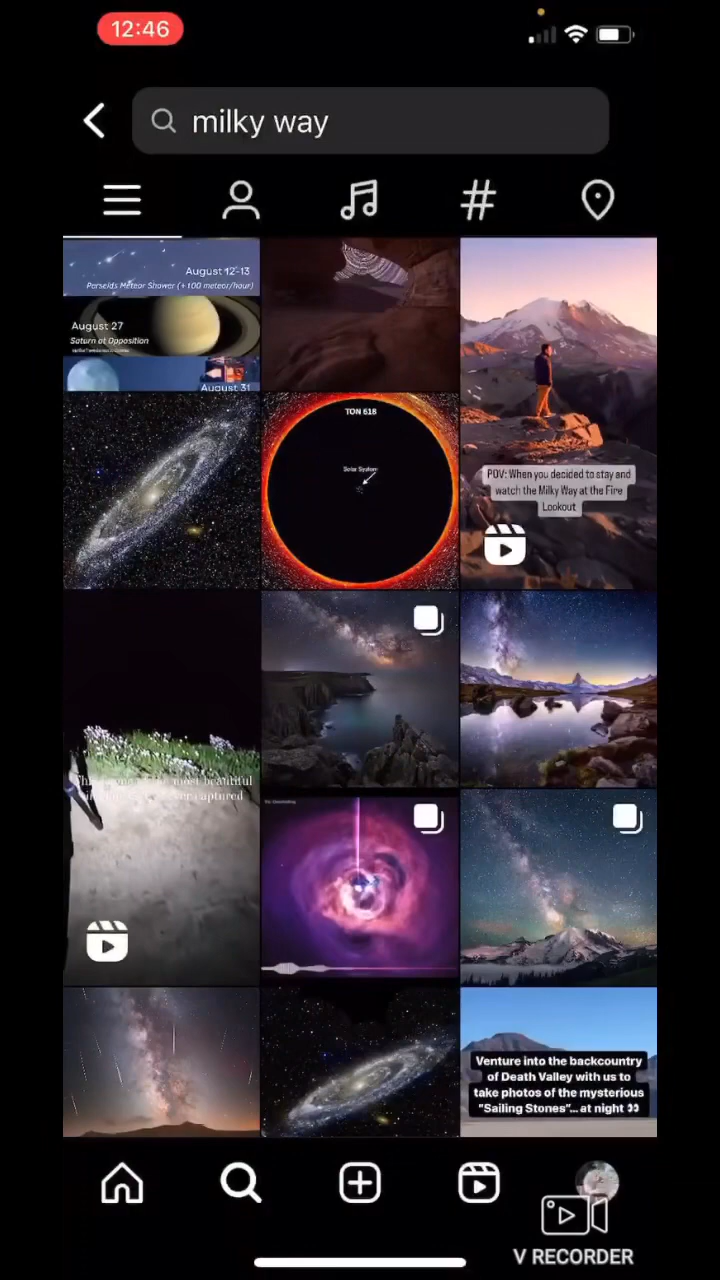 12:46
milky way
#
August 12-13
Perseids Meteor Shower (+100 meteor/hour)
August 27
Saturn at Opposition
August 31
TON 618
Solar System
POV: When you decided to stay and
watch the Milky Way at the Fire
Lookout
most beautiful
captured
Venture into the backcountry
of Death Valley with us to
take photos of the mysterious
"Sailing Stones"... at night 👀
V RECORDER